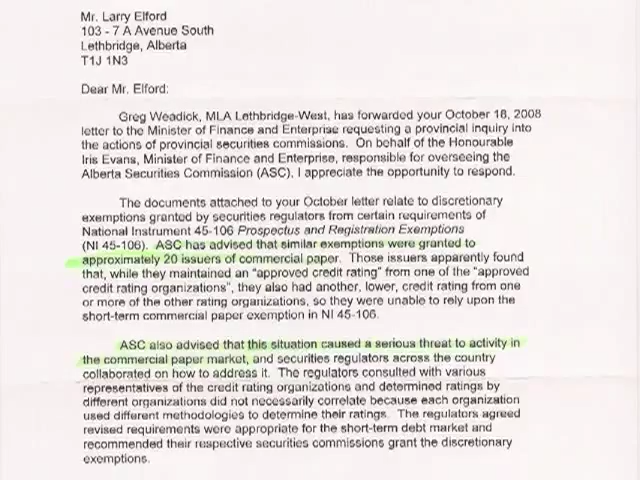 Mr. Larry Elford
103 - 7 A Avenue South
Lethbridge, Alberta
T1J 1N3
Dear Mr. Elford:
Greg Weadick, MLA Lethbridge-West, has forwarded your October 18, 2008
letter to the Minister of Finance and Enterprise requesting a provincial inquiry into
the actions of provincial securities commissions. On behalf of the Honourable
Iris Evans, Minister of Finance and Enterprise, responsible for overseeing the
Alberta Securities Commission (ASC), I appreciate the opportunity to respond.
The documents attached to your October letter relate to discretionary
exemptions granted by securities regulators from certain requirements of
National Instrument 45-106 Prospectus and Registration Exemptions
(NI 45-106). ASC has advised that similar exemptions were granted to
approximately 20 issuers of commercial paper. Those issuers apparently found
that, while they maintained an "approved credit rating" from one of the "approved
credit rating organizations", they also had another, lower, credit rating from one
or more of the other rating organizations, so they were unable to rely upon the
short-term commercial paper exemption in NI 45-106.
ASC also advised that this situation caused a serious threat to activity in
the commercial paper market, and securities regulators across the country
collaborated on how to address it. The regulators consulted with various
representatives of the credit rating organizations and determined ratings by
different organizations did not necessarily correlate because each organization
used different methodologies to determine their ratings. The regulators agreed
revised requirements were appropriate for the short-term debt market and
recommended their respective securities commissions grant the discretionary
exemptions.